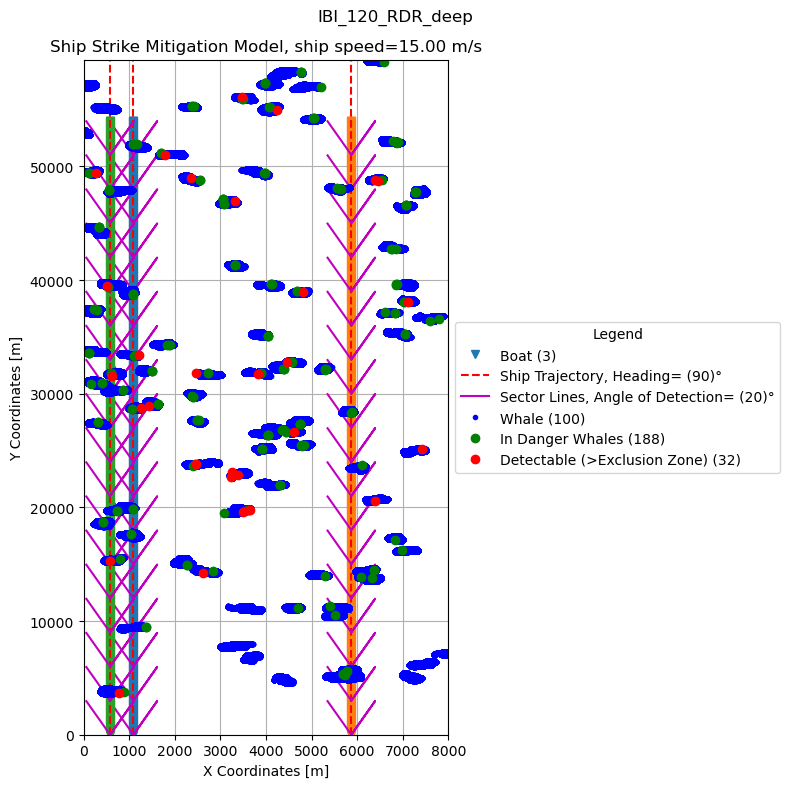 IBI_120_RDR_deep
Ship Strike Mitigation Model, ship speed=15.00 m/s
50000
40000
30000
20000
10000
0
0 1000 2000 3000 4000 5000 6000 7000 8000
X Coordinates [m]
Y Coordinates [m]
Legend
Boat (3)
Ship Trajectory, Heading= (90)°
Sector Lines, Angle of Detection= (20)°
Whale (100)
In Danger Whales (188)
Detectable (>Exclusion Zone) (32)